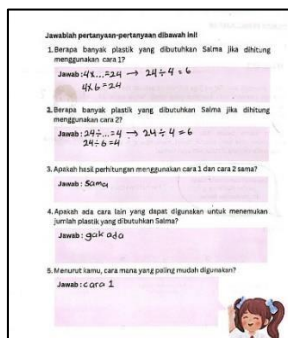 Jawablah pertanyaan-pertanyaan dibawah ini!
1. Berapa banyak plastik yang dibutuhkan Salma jika dihitung
menggunakan cara 1?
Jawab : 4 x ... = 24 → 24 ÷ 4 = 6
4 x 6 = 24
2. Berapa banyak plastik yang dibutuhkan Salma jika dihitung
menggunakan cara 2?
Jawab : 24 ÷ ... = 4 → 24 ÷ 4 = 6
24 ÷ 6 = 4
3. Apakah hasil perhitungan menggunakan cara 1 dan cara 2 sama?
Jawab : Sama
4. Apakah ada cara lain yang dapat digunakan untuk menemukan
jumlah plastik yang dibutuhkan Salma?
Jawab : gak ada
5. Menurut kamu, cara mana yang paling mudah digunakan?
Jawab : cara 1